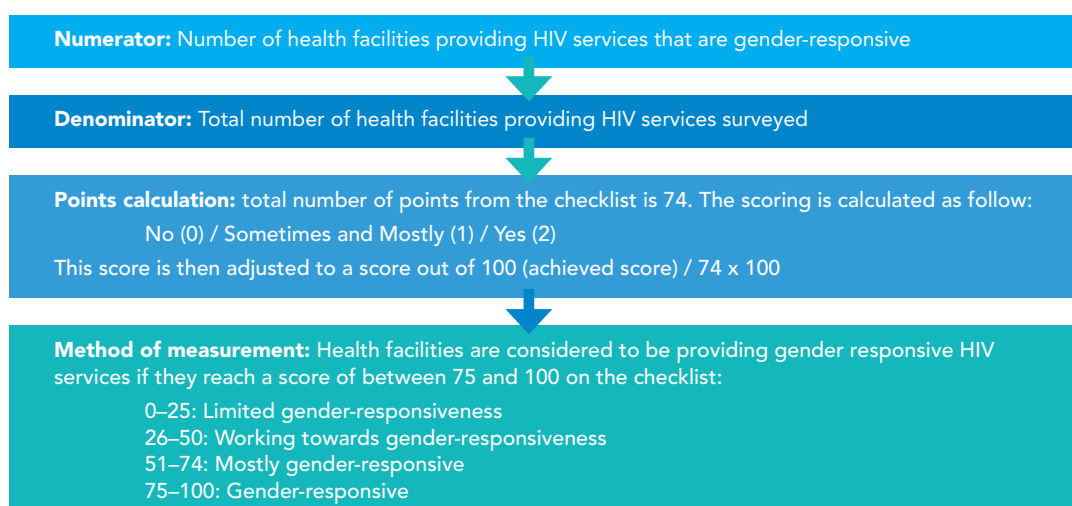 Numerator: Number of health facilities providing HIV services that are gender-responsive
Denominator: Total number of health facilities providing HIV services surveyed
Points calculation: total number of points from the checklist is 74. The scoring is calculated as follow:
No (0) / Sometimes and Mostly (1) / Yes (2)
This score is then adjusted to a score out of 100 (achieved score) / 74 x 100
Method of measurement: Health facilities are considered to be providing gender responsive HIV
services if they reach a score of between 75 and 100 on the checklist:
0–25: Limited gender-responsiveness
26–50: Working towards gender-responsiveness
51–74: Mostly gender-responsive
75–100: Gender-responsive